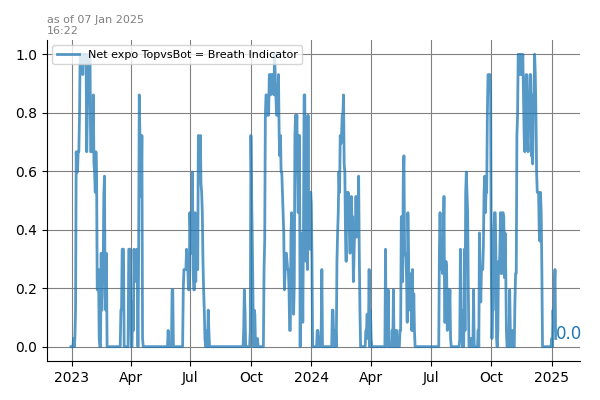 as of 07 Jan 2025
16:22
Net expo TopvsBot = Breath Indicator
1.0
0.8
0.6
0.4
0.2
0.0
0.0
2023 Apr Jul Oct 2024 Apr Jul Oct 2025